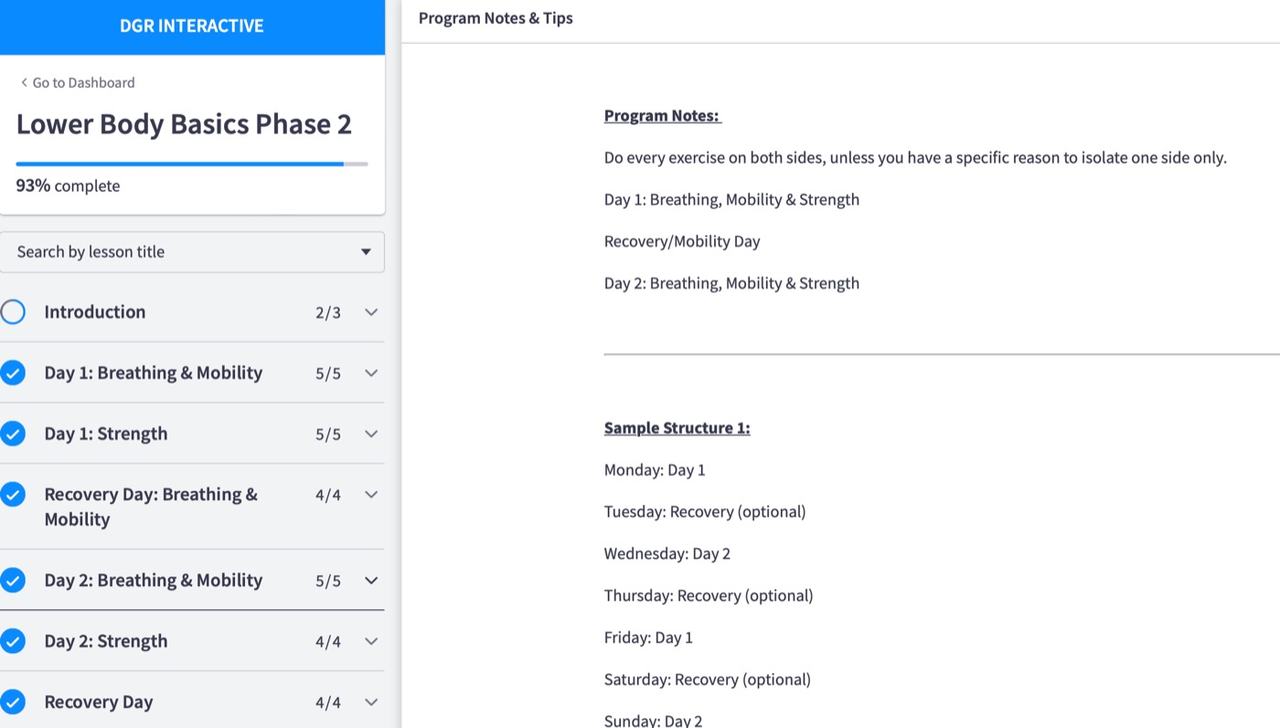 DGR INTERACTIVE
Go to Dashboard
Lower Body Basics Phase 2
93% complete
Search by lesson title
Introduction 2/3
Day 1: Breathing & Mobility 5/5
Day 1: Strength 5/5
Recovery Day: Breathing & 4/4
Mobility
Day 2: Breathing & Mobility 5/5
Day 2: Strength 4/4
Recovery Day 4/4
Program Notes & Tips
Program Notes:
Do every exercise on both sides, unless you have a specific reason to isolate one side only.
Day 1: Breathing, Mobility & Strength
Recovery/Mobility Day
Day 2: Breathing, Mobility & Strength
Sample Structure 1:
Monday: Day 1
Tuesday: Recovery (optional)
Wednesday: Day 2
Thursday: Recovery (optional)
Friday: Day 1
Saturday: Recovery (optional)
Sunday: Day 2